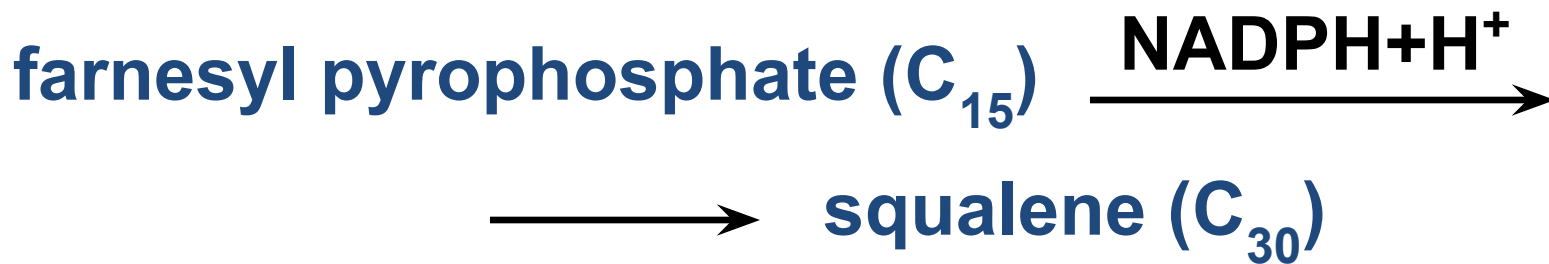 farnesyl pyrophosphate (C₁₅) NADPH+H⁺
squalene (C₃₀)